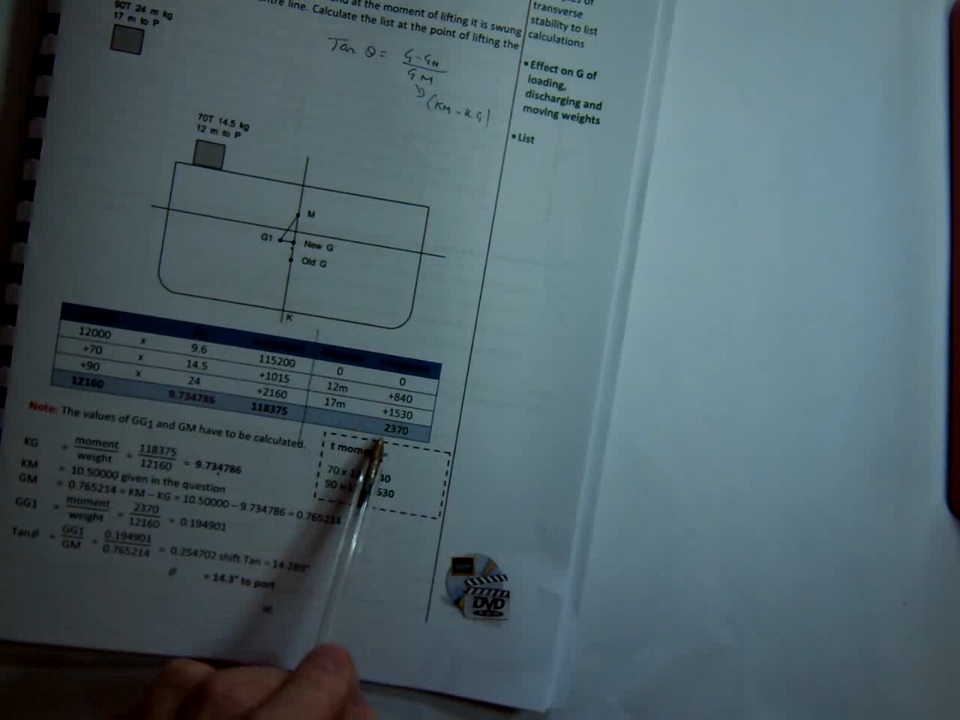 90T 24 m kg
17 m to P
at the moment of lifting it is swung
line. Calculate the list at the point of lifting the
transverse
stability to list
calculations
• Effect on G of
loading,
discharging and
moving weights
• List
Tan θ =
GM
(KM - KG)
70T 14.5 kg
12 m to P
M
G1
New G
Old G
K
12000 x 9.6 115200 0 0
+70 x 14.5 +1015 12m +840
+90 x 24 +2160 17m +1530
12160 9.734786 118375 2370
Note: The values of GG1 and GM have to be calculated.
t mom
70 x
90 x
530
KG = moment / weight = 118375 / 12160 = 9.734786
KM = 10.50000 given in the question
GM = 0.765214 = KM – KG = 10.50000 – 9.734786 = 0.765214
GG1 = moment / weight = 2370 / 12160 = 0.194901
Tanθ = GG1 / GM = 0.194901 / 0.765214 = 0.254702 shift Tan = 14.289°
θ = 14.3° to port
DVD